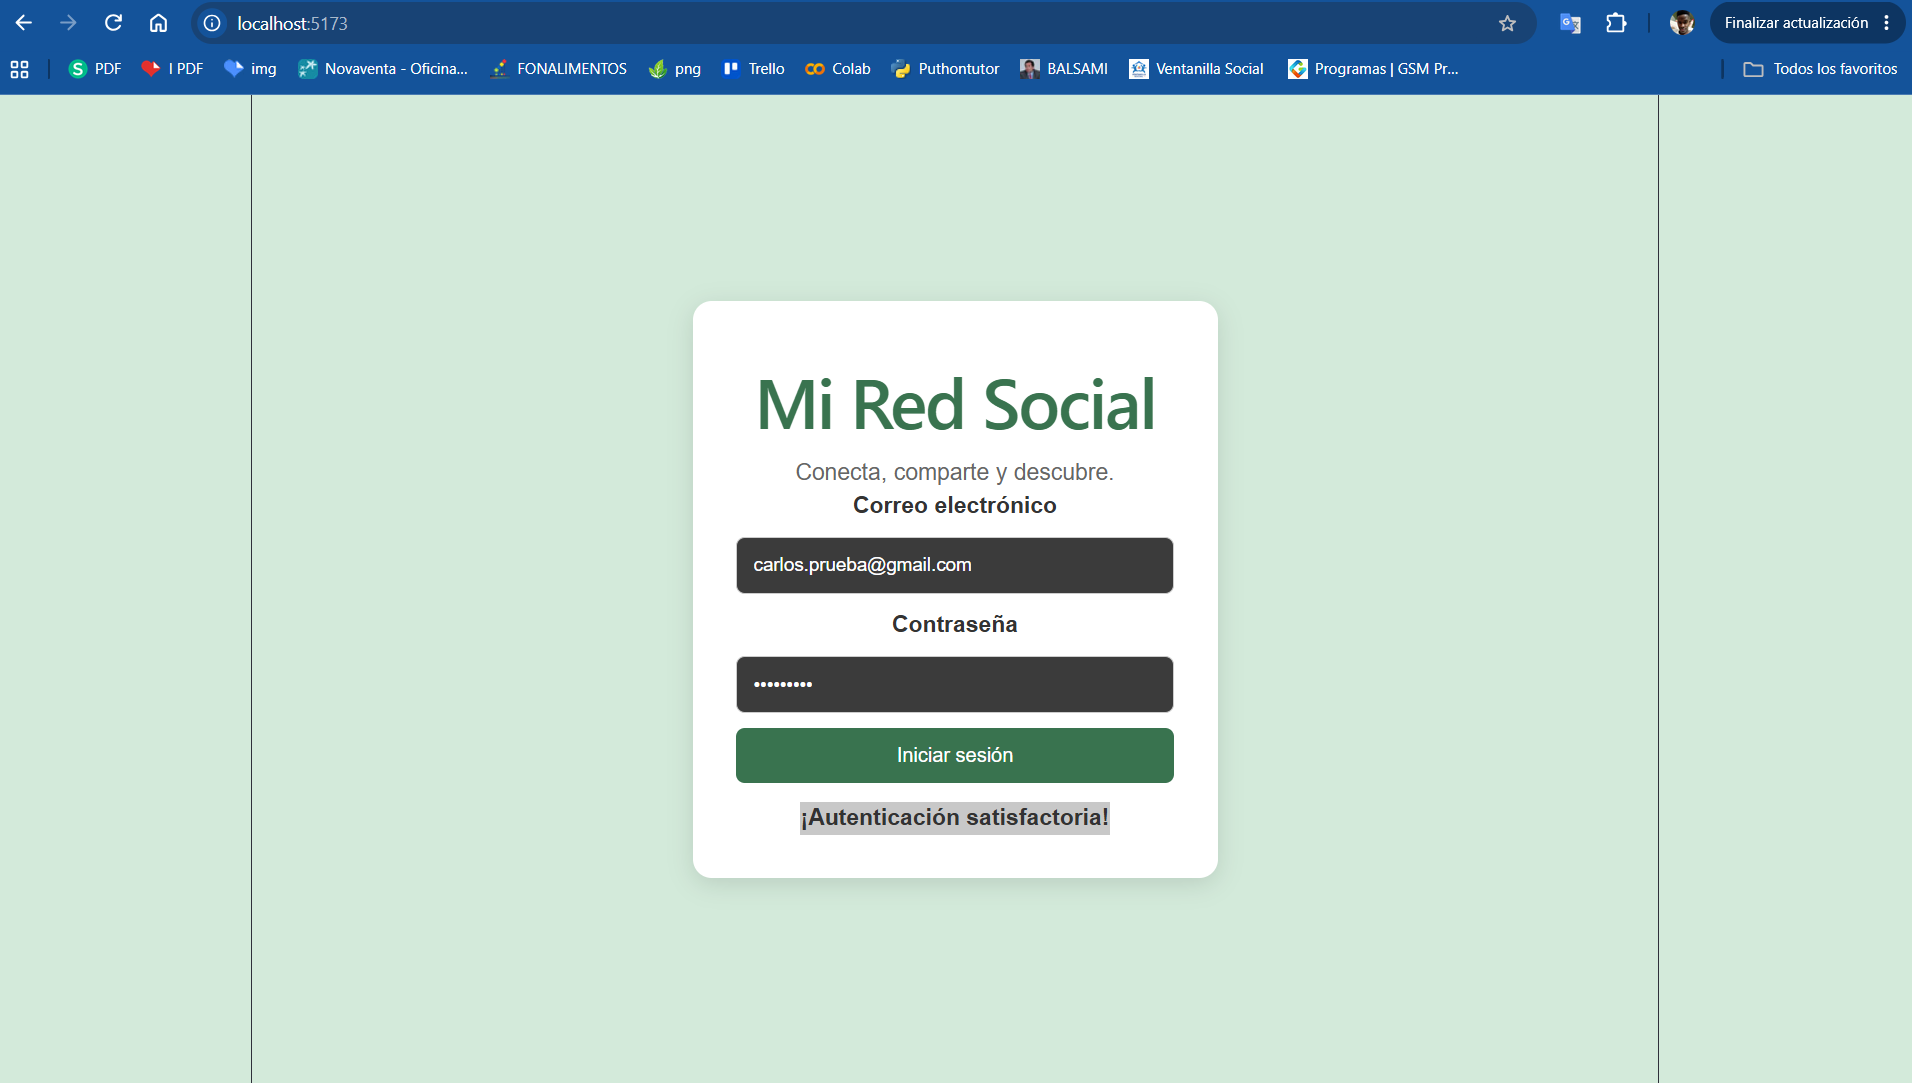 localhost:5173
Finalizar actualización
PDF
I PDF
img
Novaventa - Oficina...
FONALIMENTOS
png
Trello
Colab
Puthontutor
BALSAMI
Ventanilla Social
Programas | GSM Pr...
Todos los favoritos
Mi Red Social
Conecta, comparte y descubre.
Correo electrónico
carlos.prueba@gmail.com
Contraseña
•••••••••
Iniciar sesión
¡Autenticación satisfactoria!